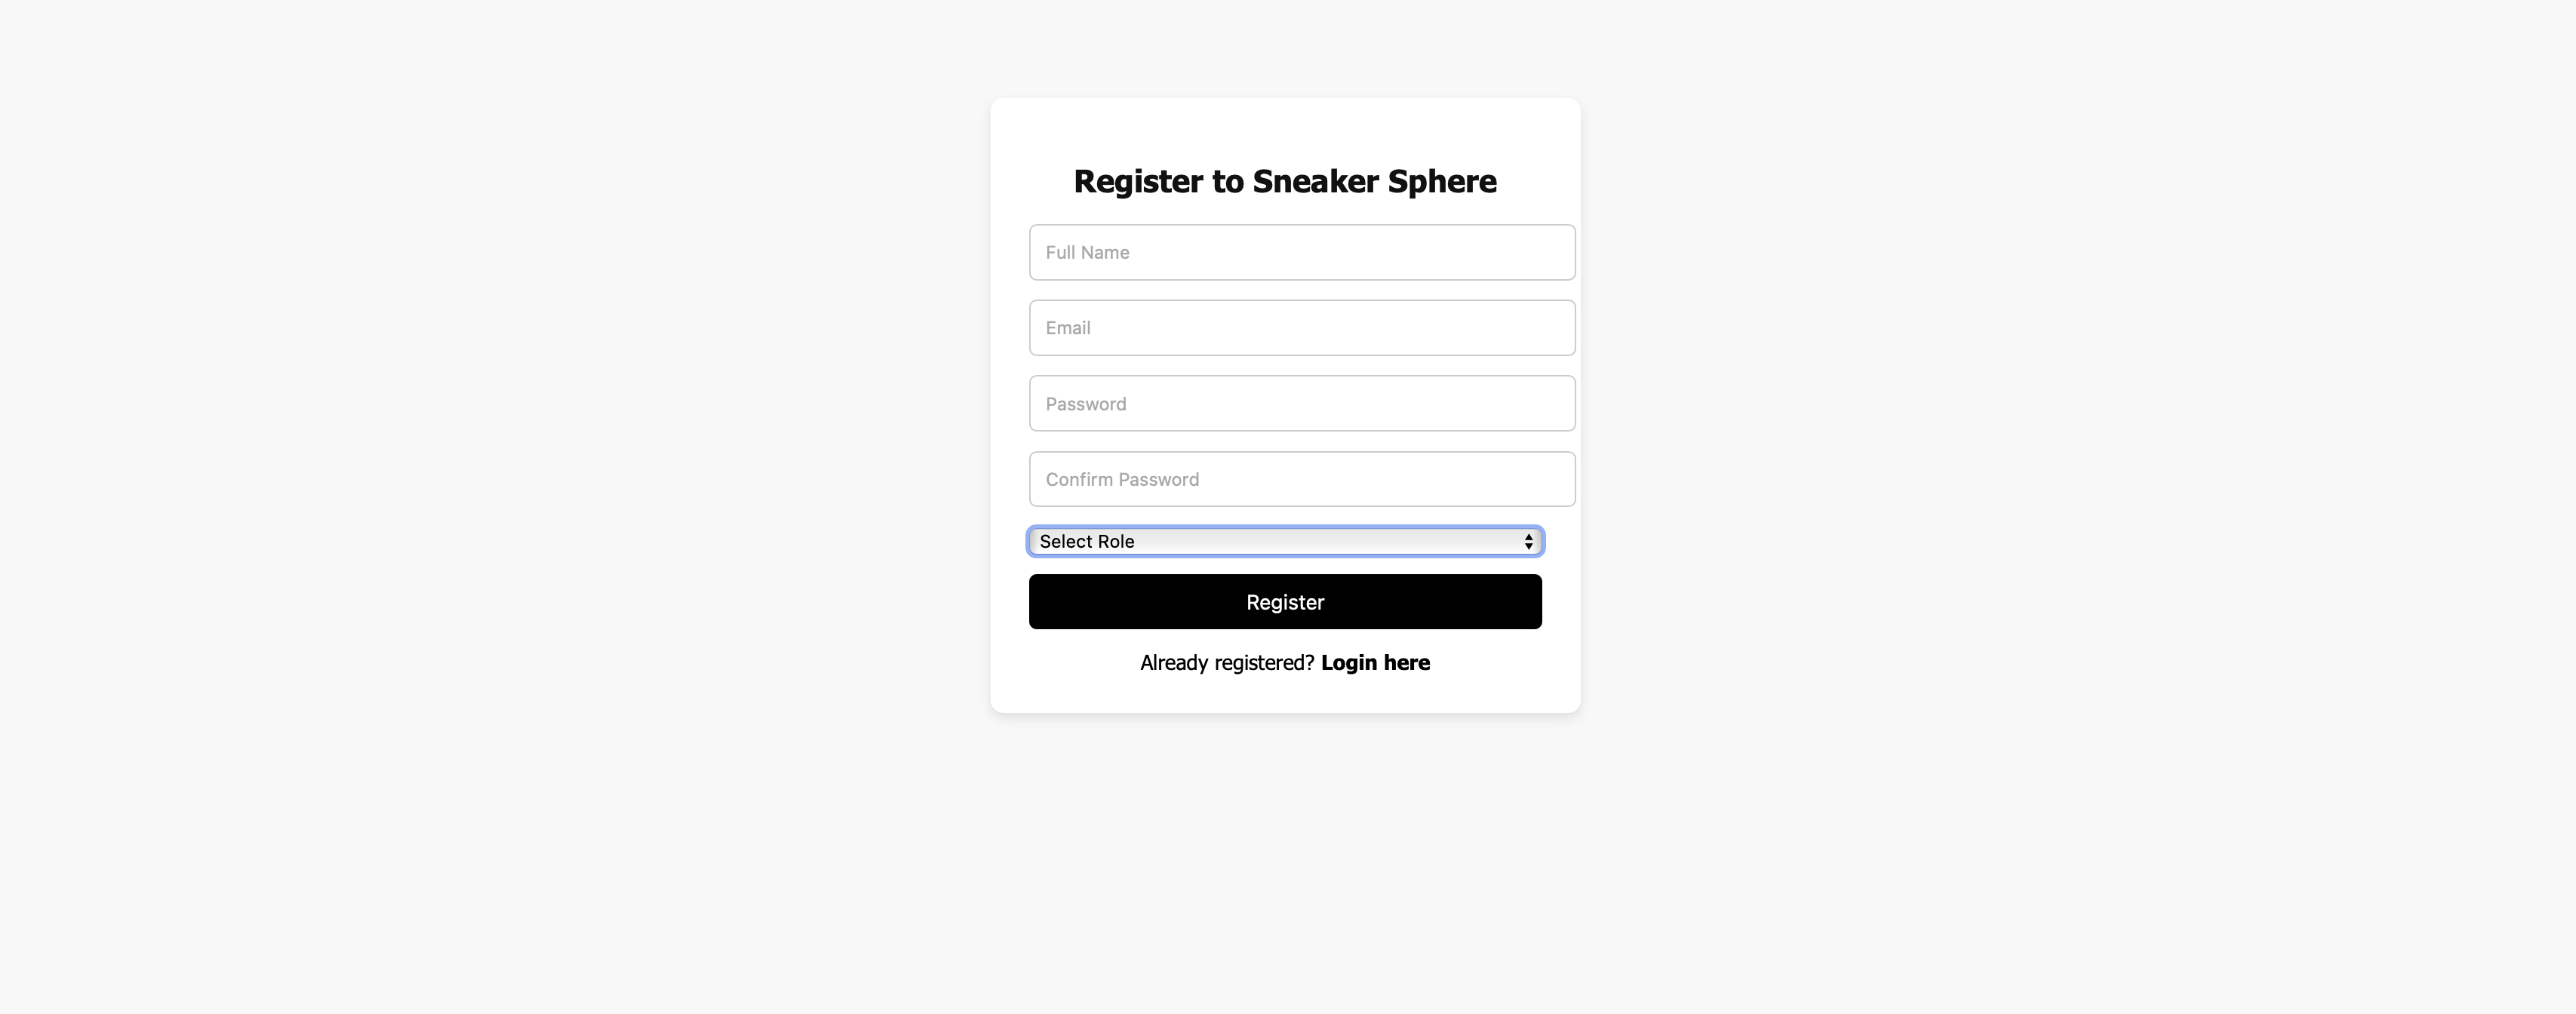 Register to Sneaker Sphere
Full Name
Email
Password
Confirm Password
Select Role
Register
Already registered? Login here